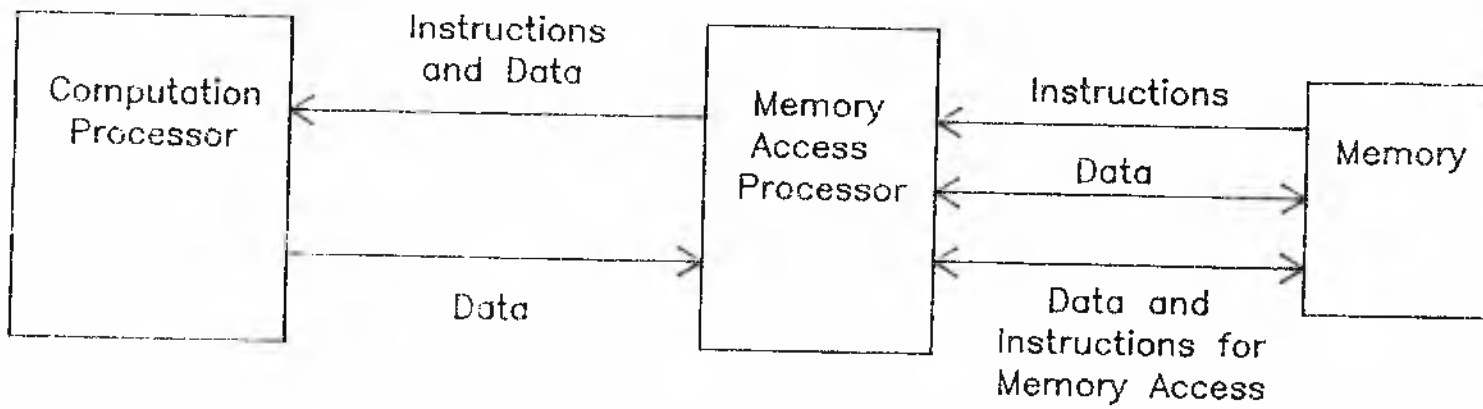 Computation
Processor
Instructions
and Data
Data
Memory
Access
Processor
Instructions
Data
Data and
Instructions for
Memory Access
Memory